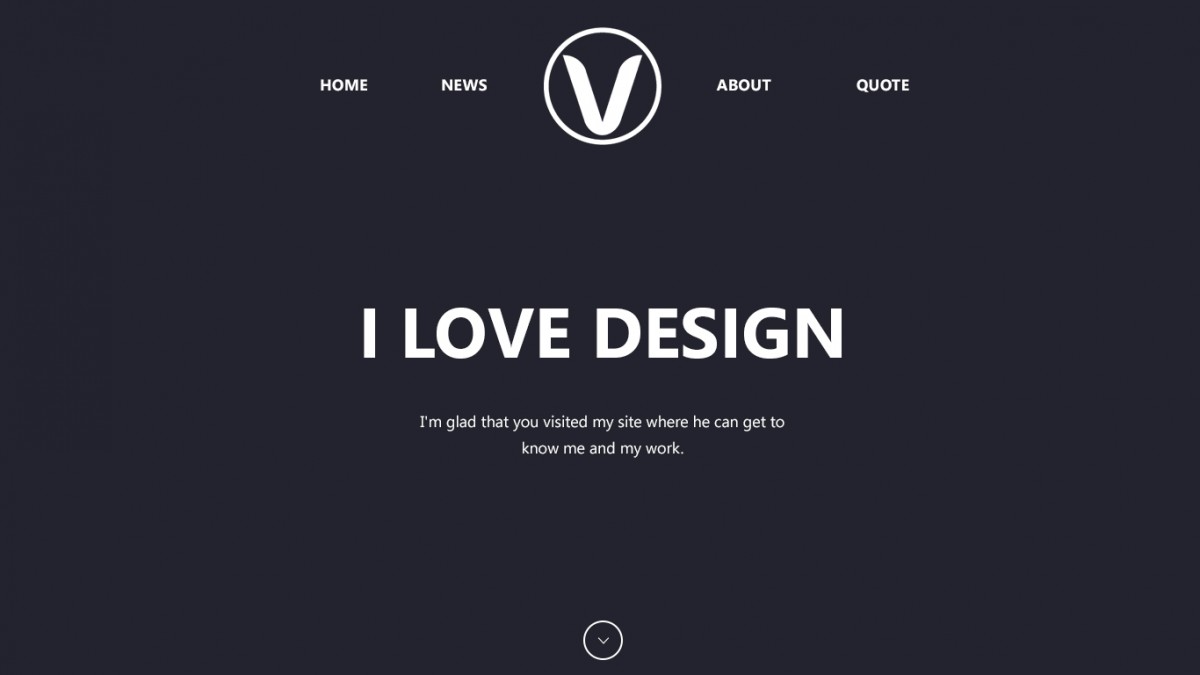 HOME NEWS V ABOUT QUOTE
I LOVE DESIGN
I'm glad that you visited my site where he can get to
know me and my work.